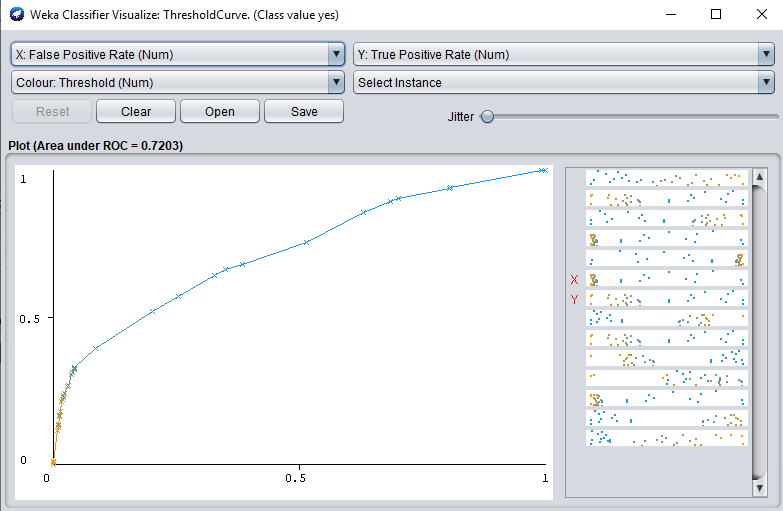 Weka Classifier Visualize: ThresholdCurve. (Class value yes)
X: False Positive Rate (Num) Y: True Positive Rate (Num)
Colour: Threshold (Num) Select Instance
Reset Clear Open Save Jitter
Plot (Area under ROC = 0.7203)
1
0.5
0
0 0.5 1
X
Y